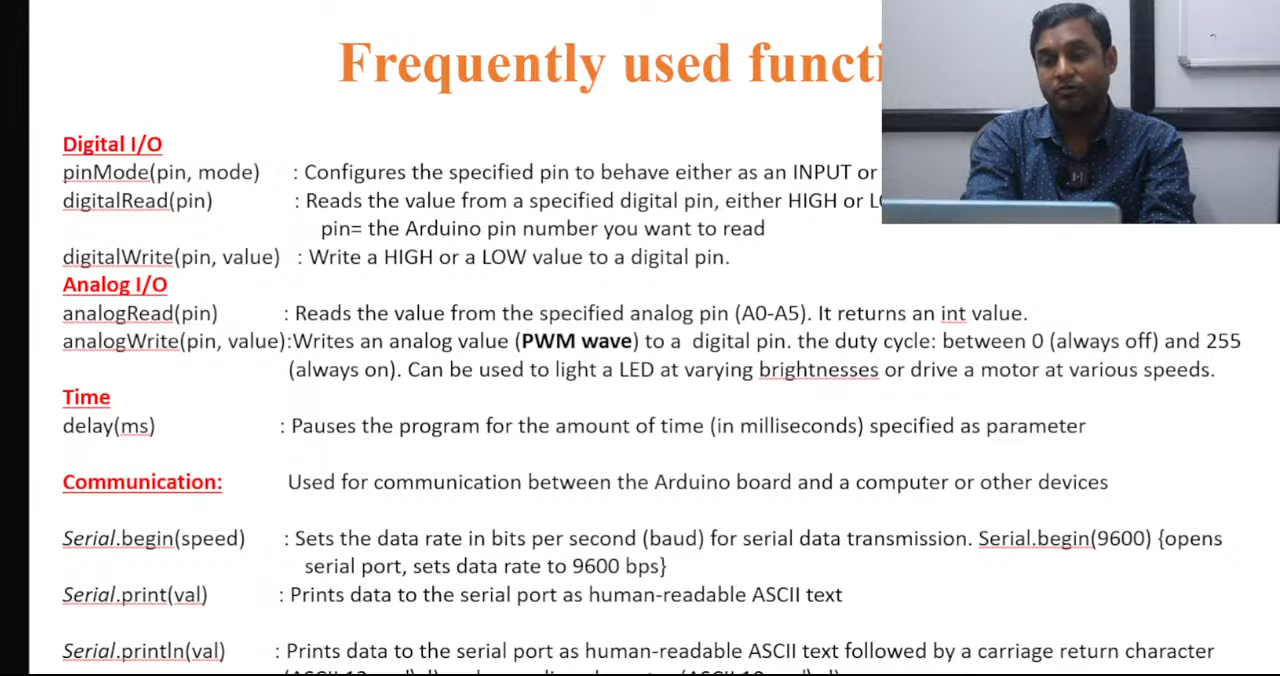 Frequently used functi
Digital I/O
pinMode(pin, mode) : Configures the specified pin to behave either as an INPUT or
digitalRead(pin) : Reads the value from a specified digital pin, either HIGH or LO
pin= the Arduino pin number you want to read
digitalWrite(pin, value) : Write a HIGH or a LOW value to a digital pin.
Analog I/O
analogRead(pin) : Reads the value from the specified analog pin (A0-A5). It returns an int value.
analogWrite(pin, value):Writes an analog value (PWM wave) to a digital pin. the duty cycle: between 0 (always off) and 255
(always on). Can be used to light a LED at varying brightnesses or drive a motor at various speeds.
Time
delay(ms) : Pauses the program for the amount of time (in milliseconds) specified as parameter
Communication: Used for communication between the Arduino board and a computer or other devices
Serial.begin(speed) : Sets the data rate in bits per second (baud) for serial data transmission. Serial.begin(9600) {opens
serial port, sets data rate to 9600 bps}
Serial.print(val) : Prints data to the serial port as human-readable ASCII text
Serial.println(val) : Prints data to the serial port as human-readable ASCII text followed by a carriage return character